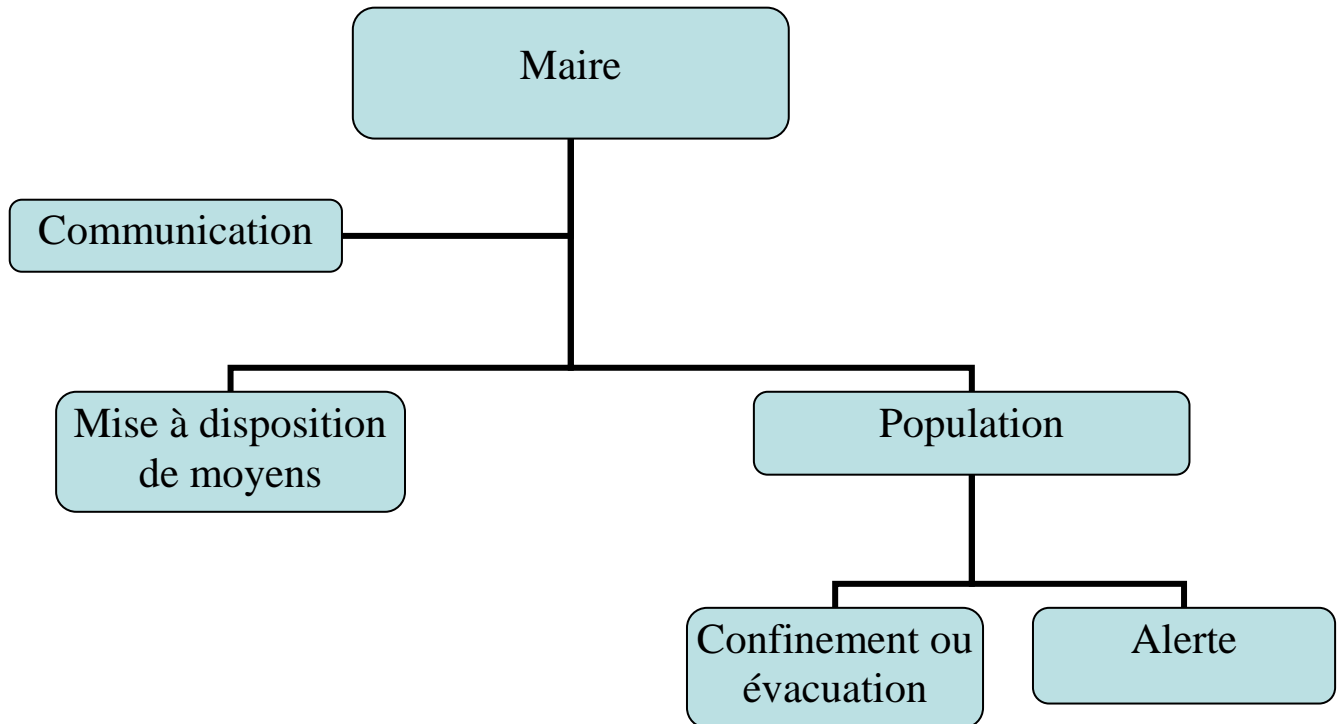 Maire
Communication
Mise à disposition
de moyens
Population
Confinement ou
évacuation
Alerte